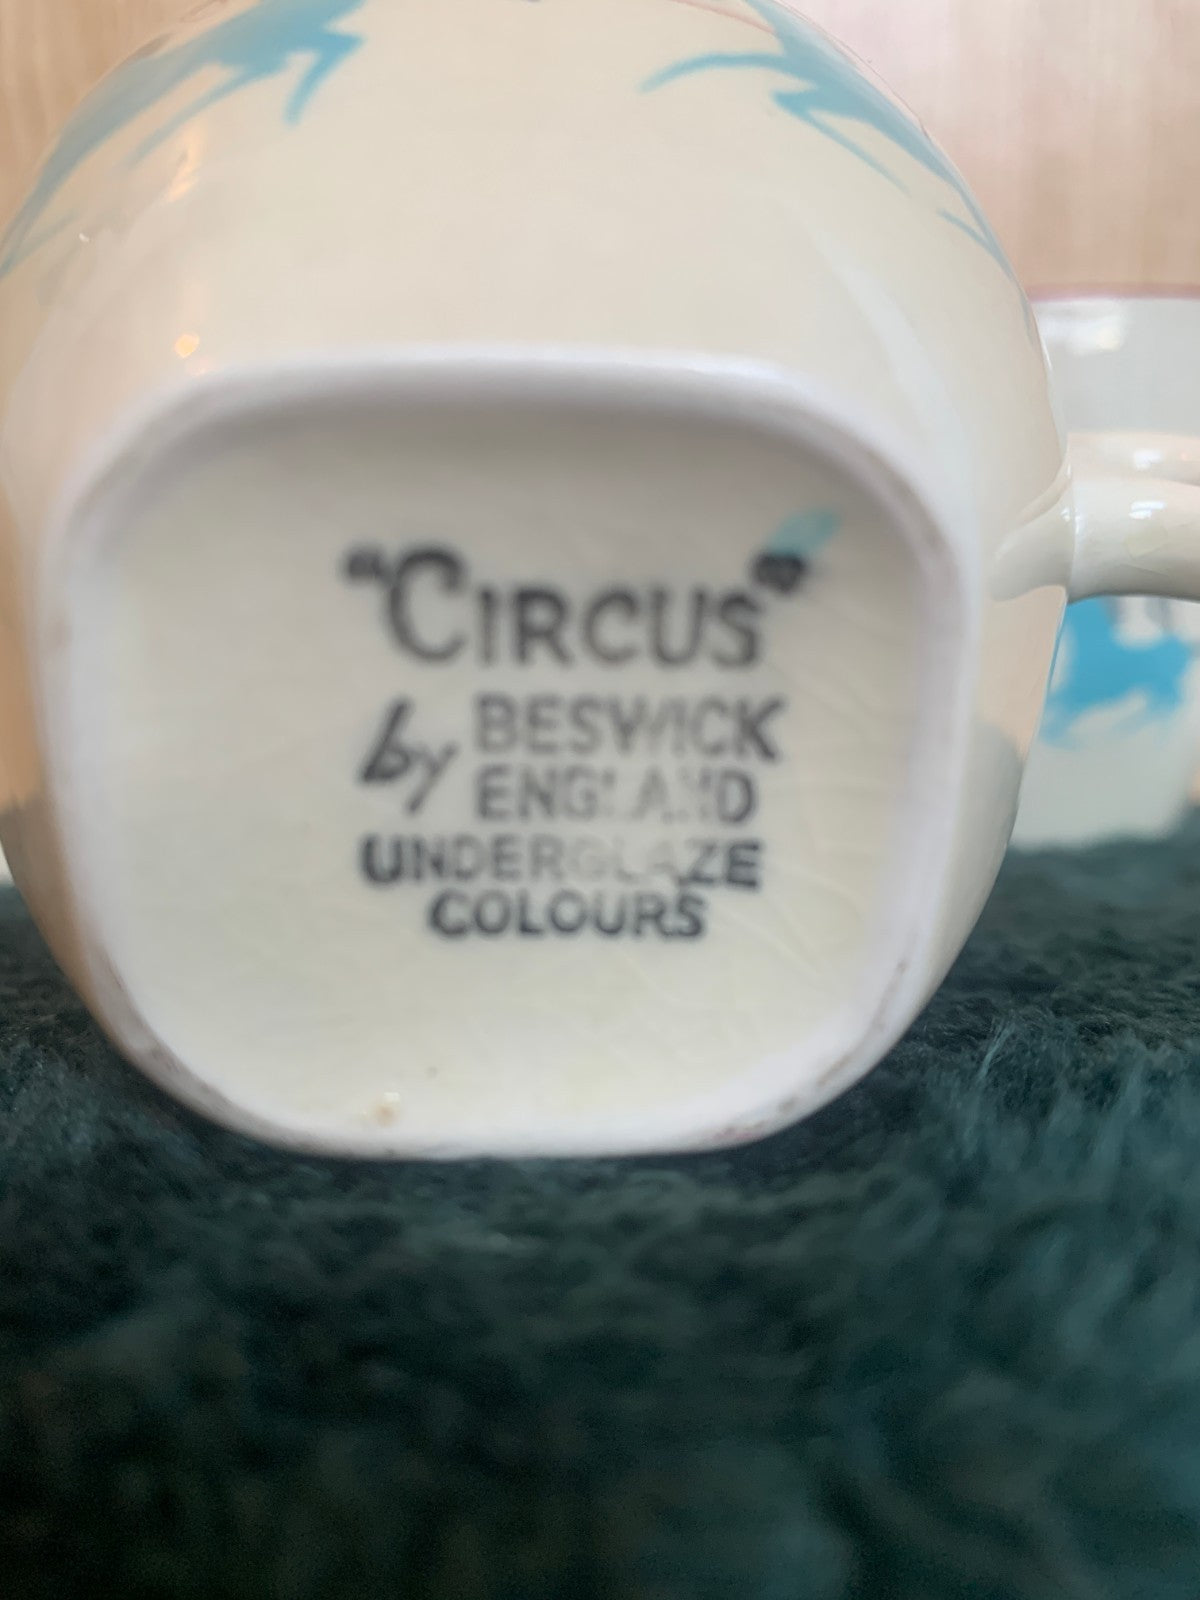 "CIRCUS"
by BESWICK
ENGLAND
UNDERGLAZE
COLOURS